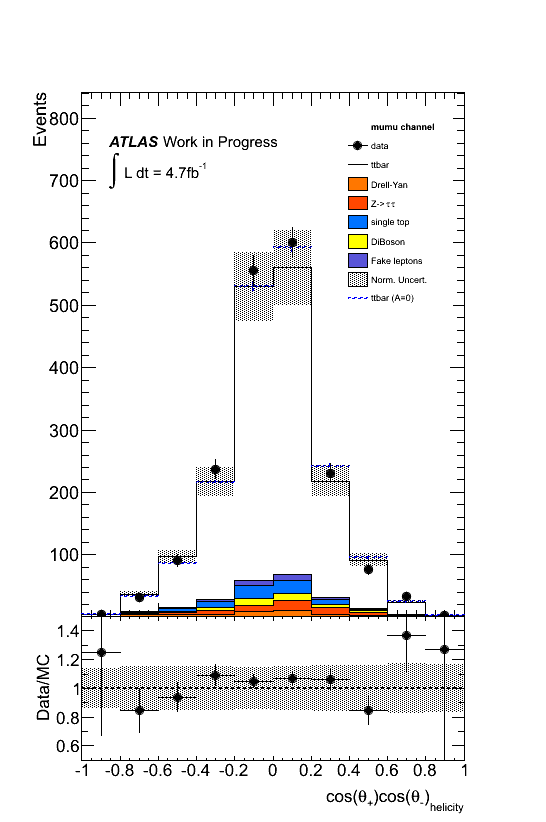 Events
800
700
600
500
400
300
200
100
ATLAS Work in Progress
∫ L dt = 4.7fb⁻¹
mumu channel
data
ttbar
Drell-Yan
Z->ττ
single top
DiBoson
Fake leptons
Norm. Uncert.
ttbar (A=0)
Data/MC
1.4
1.2
1
0.8
0.6
-1 -0.8 -0.6 -0.4 -0.2 0 0.2 0.4 0.6 0.8 1
cos(θ₊)cos(θ₋)helicity